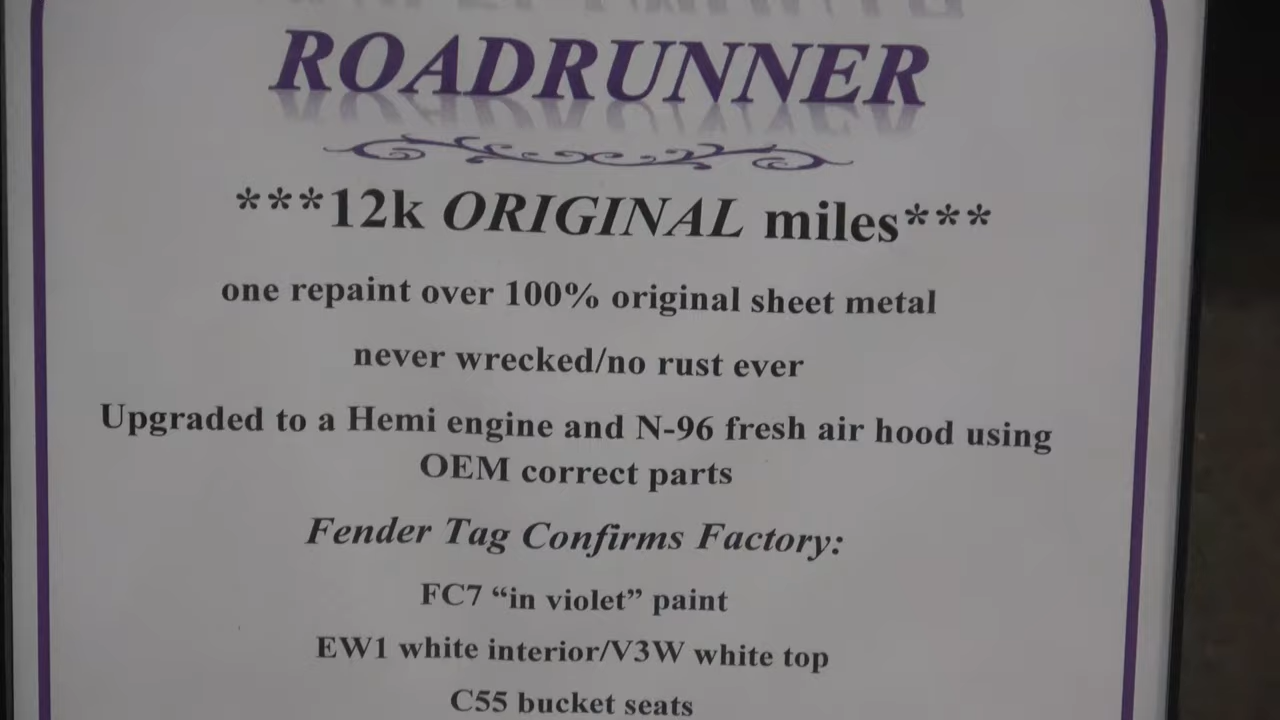 ROADRUNNER
***12k ORIGINAL miles***
one repaint over 100% original sheet metal
never wrecked/no rust ever
Upgraded to a Hemi engine and N-96 fresh air hood using
OEM correct parts
Fender Tag Confirms Factory:
FC7 “in violet” paint
EW1 white interior/V3W white top
C55 bucket seats